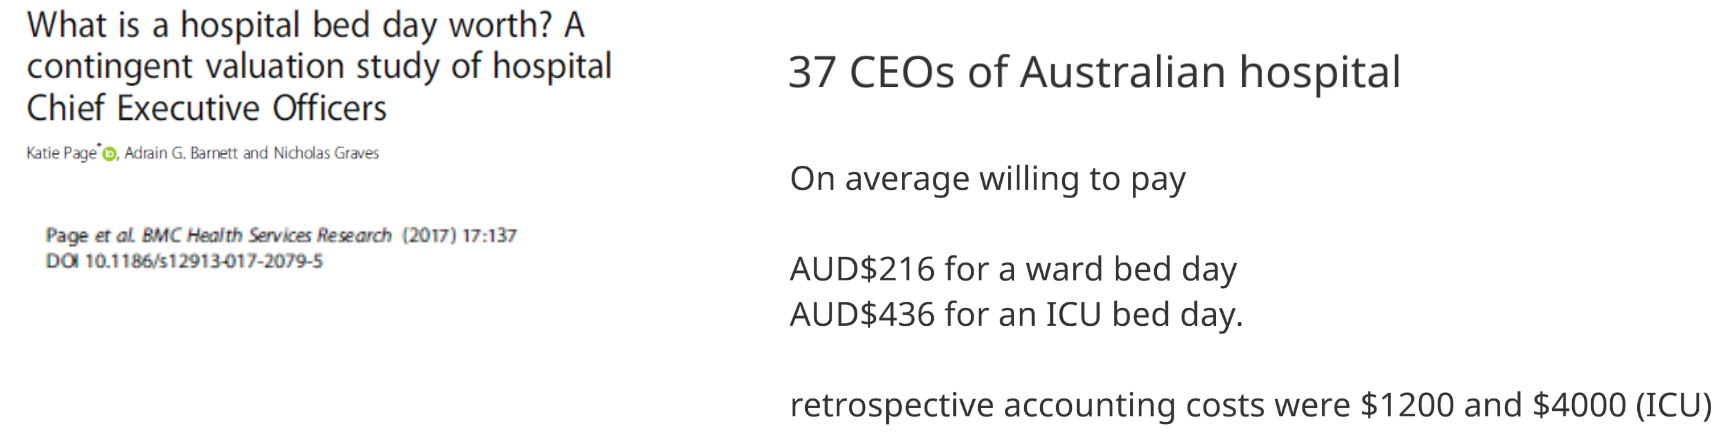 What is a hospital bed day worth? A
contingent valuation study of hospital
Chief Executive Officers
Katie Page* iD, Adrain G. Barnett and Nicholas Graves
Page et al. BMC Health Services Research (2017) 17:137
DOI 10.1186/s12913-017-2079-5
37 CEOs of Australian hospital
On average willing to pay
AUD$216 for a ward bed day
AUD$436 for an ICU bed day.
retrospective accounting costs were $1200 and $4000 (ICU)